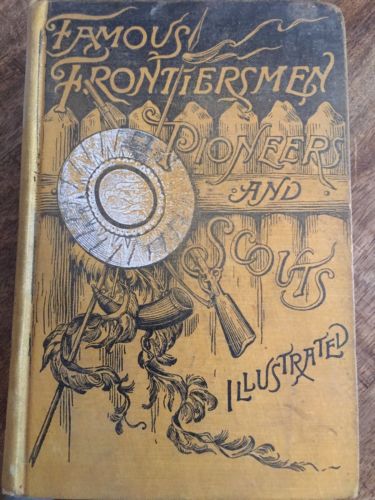 FAMOUS
FRONTIERSMEN
PIONEERS
AND
SCOUTS
ILLUSTRATED